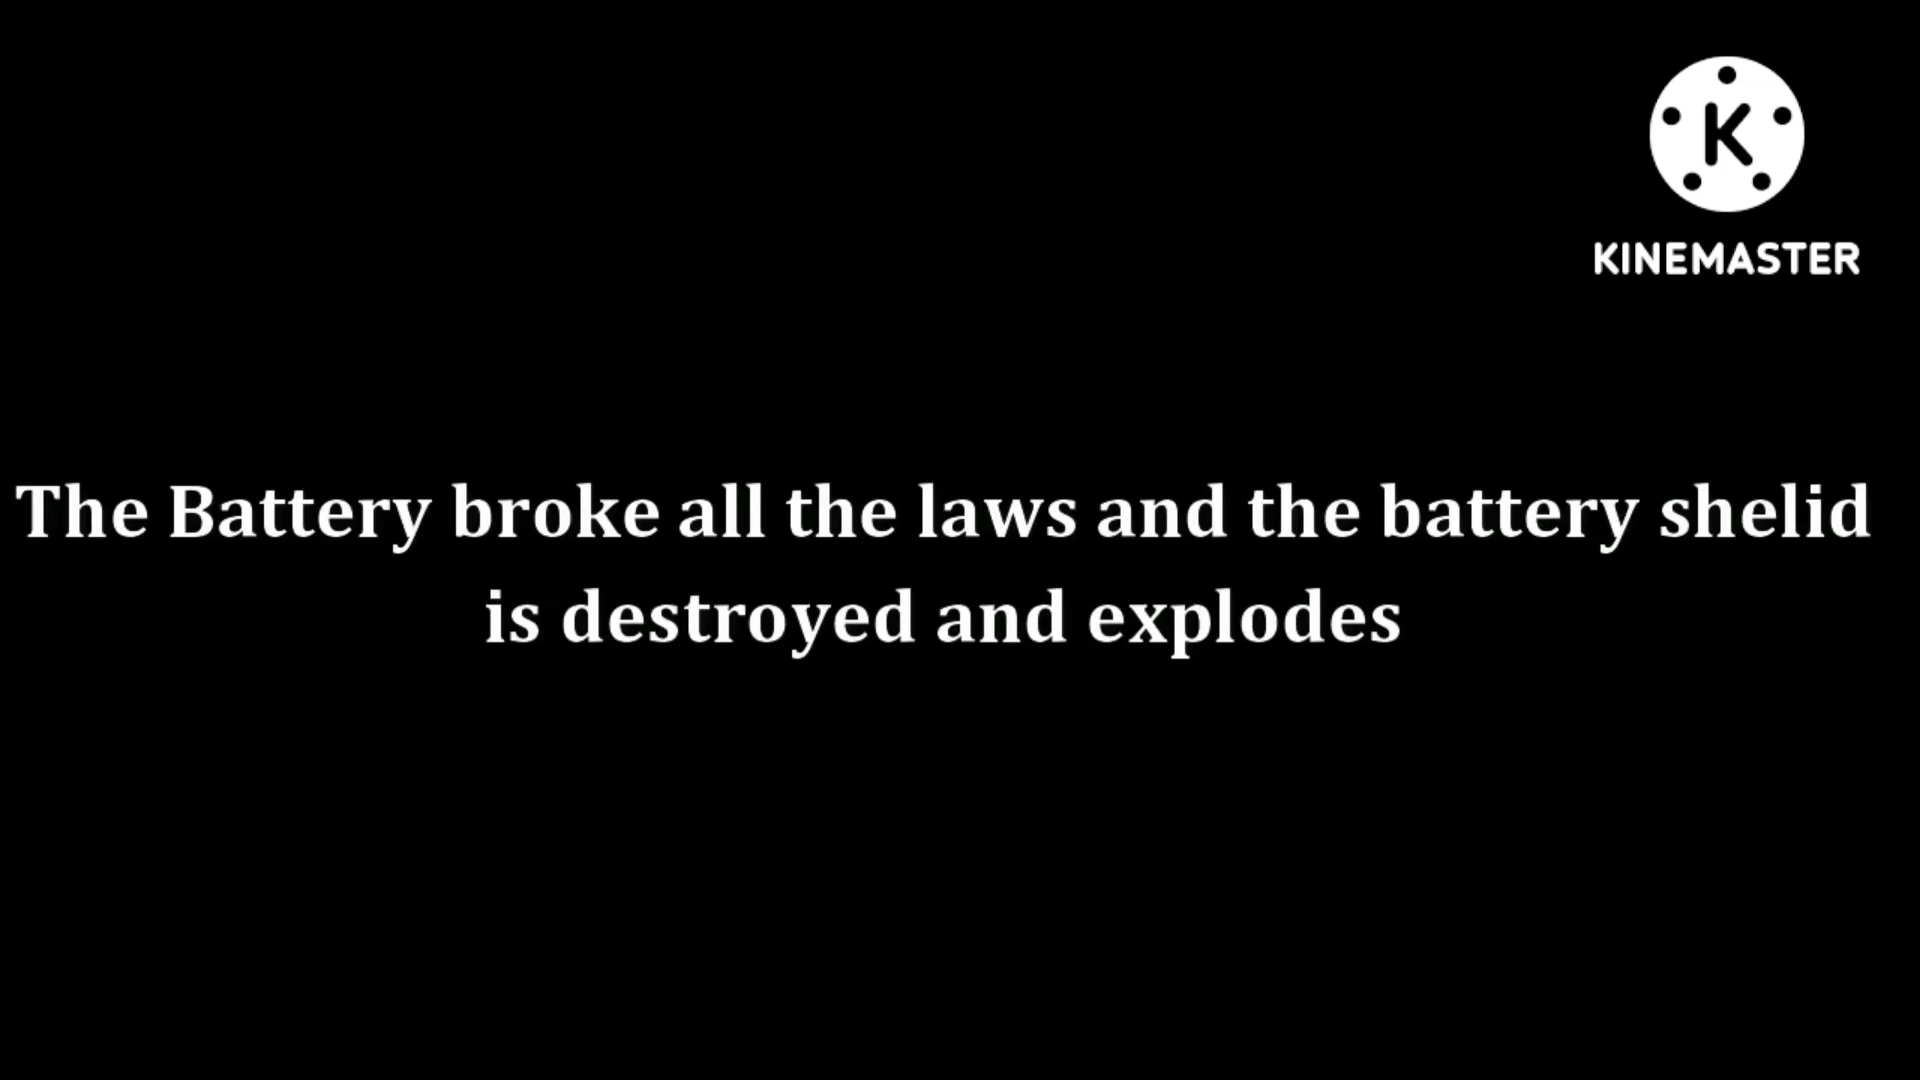 K
KINEMASTER
The Battery broke all the laws and the battery shelid
is destroyed and explodes